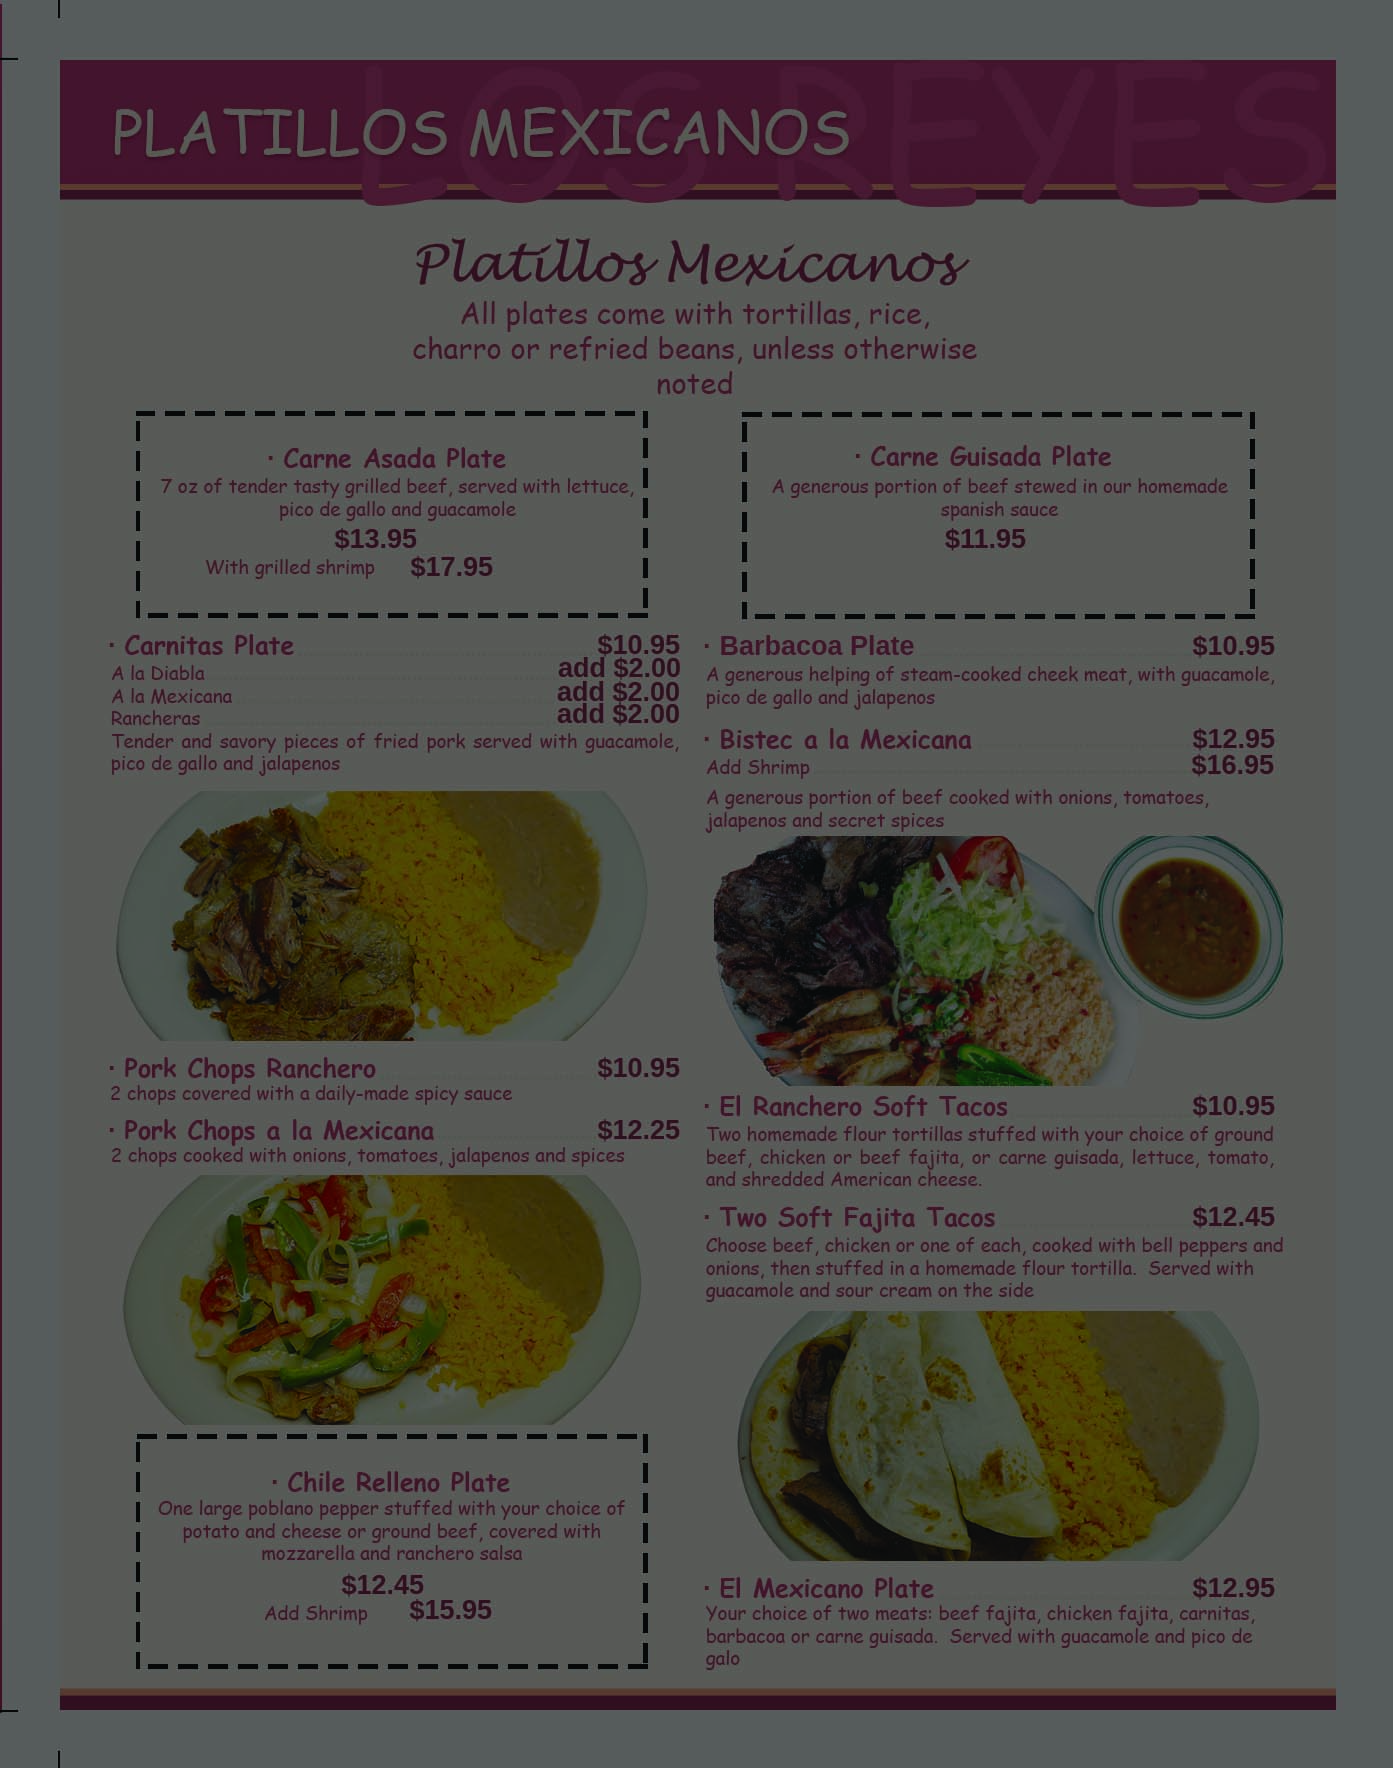 LOS REYES
PLATILLOS MEXICANOS
Platillos Mexicanos
All plates come with tortillas, rice,
charro or refried beans, unless otherwise
noted
· Carne Asada Plate
7 oz of tender tasty grilled beef, served with lettuce,
pico de gallo and guacamole
$13.95
With grilled shrimp $17.95
· Carne Guisada Plate
A generous portion of beef stewed in our homemade
spanish sauce
$11.95
· Carnitas Plate $10.95
A la Diabla add $2.00
A la Mexicana add $2.00
Rancheras add $2.00
Tender and savory pieces of fried pork served with guacamole,
pico de gallo and jalapenos
· Pork Chops Ranchero $10.95
2 chops covered with a daily-made spicy sauce
· Pork Chops a la Mexicana $12.25
2 chops cooked with onions, tomatoes, jalapenos and spices
· Chile Relleno Plate
One large poblano pepper stuffed with your choice of
potato and cheese or ground beef, covered with
mozzarella and ranchero salsa
$12.45
Add Shrimp $15.95
· Barbacoa Plate $10.95
A generous helping of steam-cooked cheek meat, with guacamole,
pico de gallo and jalapenos
· Bistec a la Mexicana $12.95
Add Shrimp $16.95
A generous portion of beef cooked with onions, tomatoes,
jalapenos and secret spices
· El Ranchero Soft Tacos $10.95
Two homemade flour tortillas stuffed with your choice of ground
beef, chicken or beef fajita, or carne guisada, lettuce, tomato,
and shredded American cheese.
· Two Soft Fajita Tacos $12.45
Choose beef, chicken or one of each, cooked with bell peppers and
onions, then stuffed in a homemade flour tortilla. Served with
guacamole and sour cream on the side
· El Mexicano Plate $12.95
Your choice of two meats: beef fajita, chicken fajita, carnitas,
barbacoa or carne guisada. Served with guacamole and pico de
galo